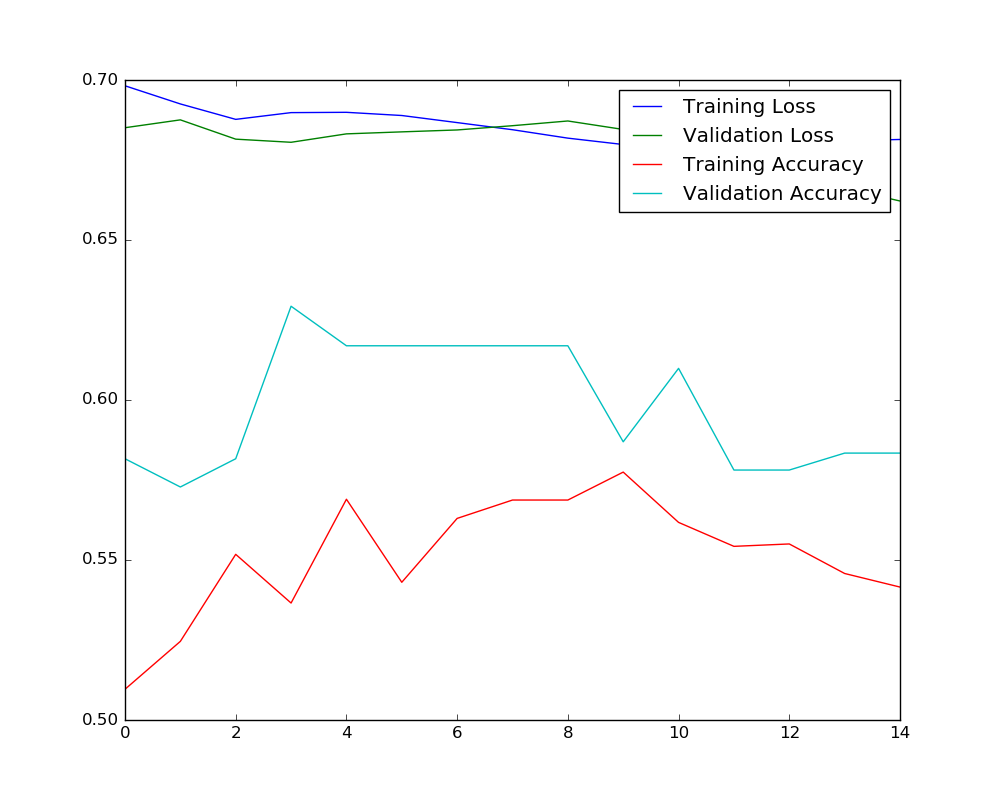 0.70
0.65
0.60
0.55
0.50
0 2 4 6 8 10 12 14
Training Loss
Validation Loss
Training Accuracy
Validation Accuracy